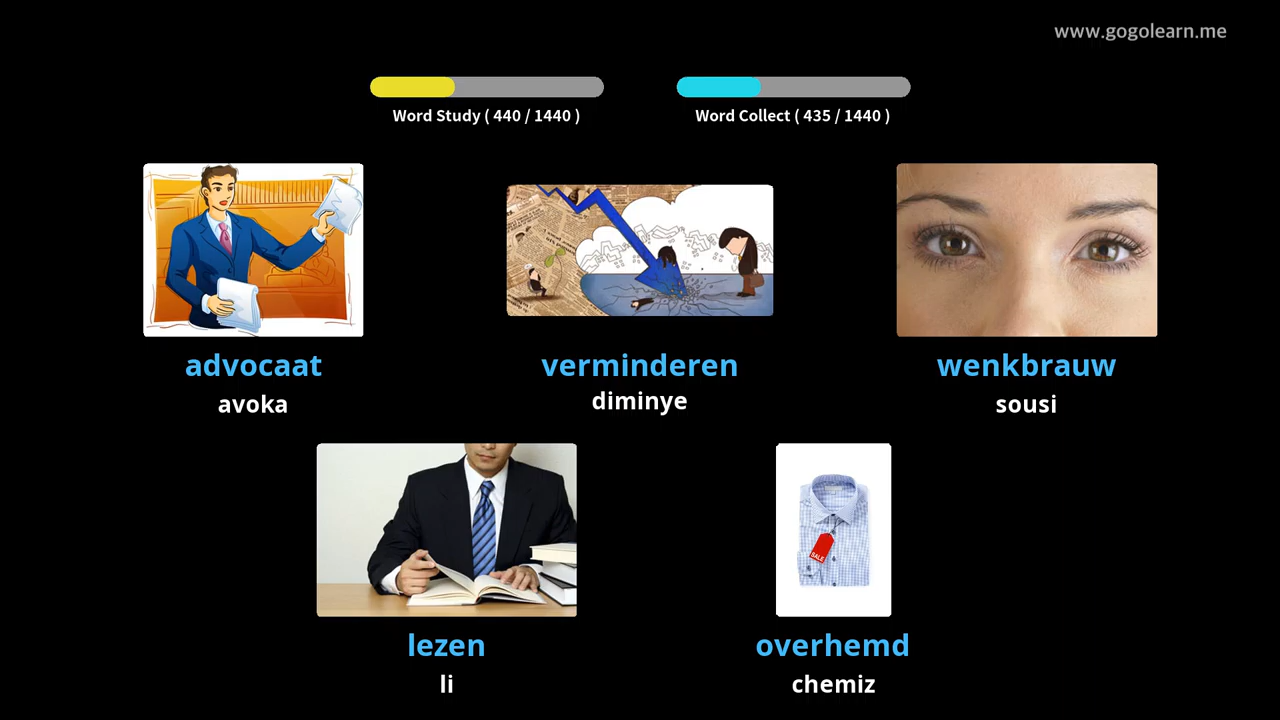 www.gogolearn.me
Word Study ( 440 / 1440 )
Word Collect ( 435 / 1440 )
advocaat
avoka
verminderen
diminye
wenkbrauw
sousi
lezen
li
SALE
overhemd
chemiz